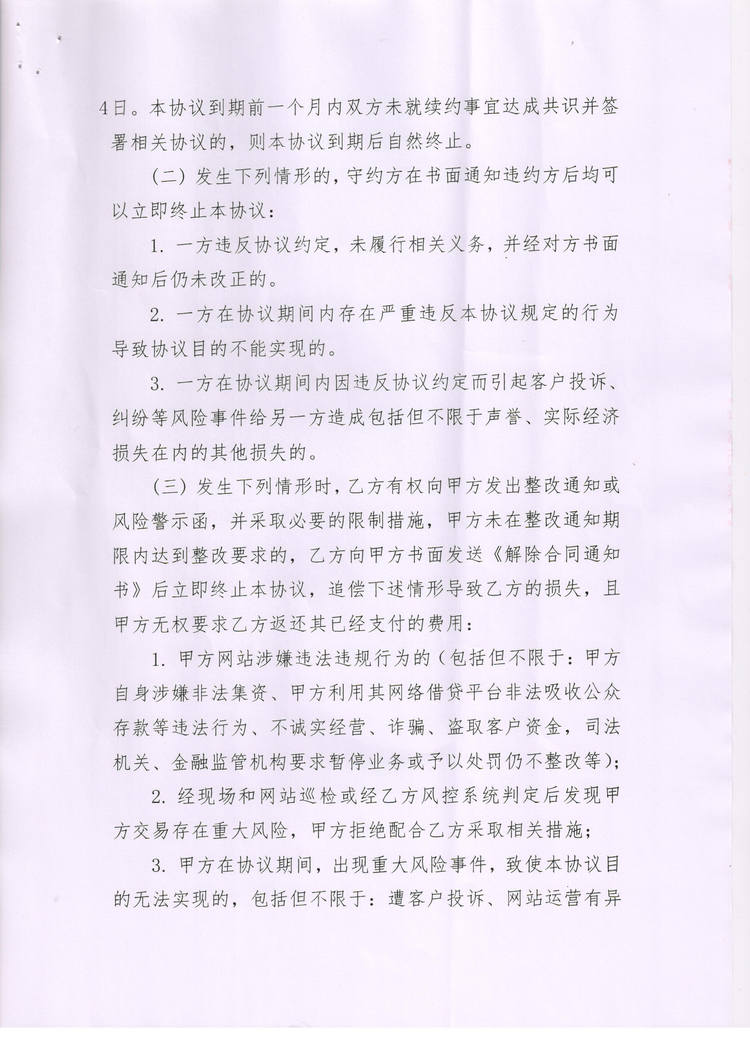 4日。本协议到期前一个月内双方未就续约事宜达成共识并签
署相关协议的，则本协议到期后自然终止。
(二) 发生下列情形的，守约方在书面通知违约方后均可
以立即终止本协议：
1. 一方违反协议约定，未履行相关义务，并经对方书面
通知后仍未改正的。
2. 一方在协议期间内存在严重违反本协议规定的行为
导致协议目的不能实现的。
3. 一方在协议期间内因违反协议约定而引起客户投诉、
纠纷等风险事件给另一方造成包括但不限于声誉、实际经济
损失在内的其他损失的。
(三) 发生下列情形时，乙方有权向甲方发出整改通知或
风险警示函，并采取必要的限制措施，甲方未在整改通知期
限内达到整改要求的，乙方向甲方书面发送《解除合同通知
书》后立即终止本协议，追偿下述情形导致乙方的损失，且
甲方无权要求乙方返还其已经支付的费用：
1. 甲方网站涉嫌违法违规行为的（包括但不限于：甲方
自身涉嫌非法集资、甲方利用其网络借贷平台非法吸收公众
存款等违法行为、不诚实经营、诈骗、盗取客户资金，司法
机关、金融监管机构要求暂停业务或予以处罚仍不整改等）；
2. 经现场和网站巡检或经乙方风控系统判定后发现甲
方交易存在重大风险，甲方拒绝配合乙方采取相关措施；
3. 甲方在协议期间，出现重大风险事件，致使本协议目
的无法实现的，包括但不限于：遭客户投诉、网站运营有异